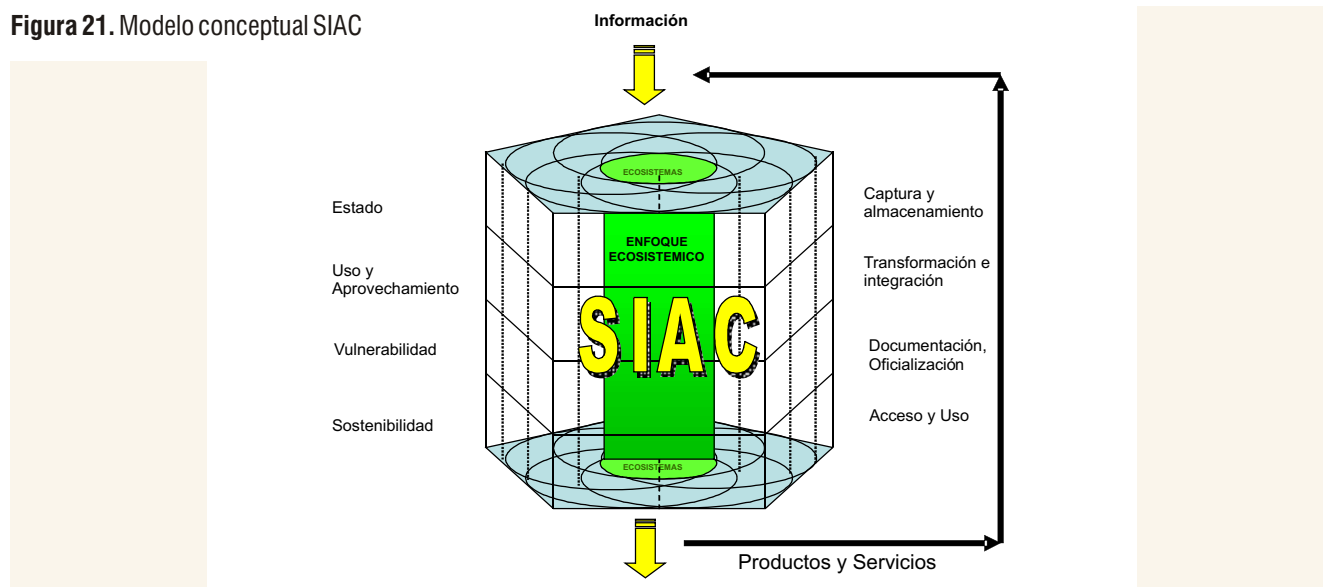 Figura 21. Modelo conceptual SIAC
Información
ECOSISTEMAS
Estado
Uso y
Aprovechamiento
Vulnerabilidad
Sostenibilidad
ENFOQUE
ECOSISTEMICO
SIAC
ECOSISTEMAS
Captura y
almacenamiento
Transformación e
integración
Documentación,
Oficialización
Acceso y Uso
Productos y Servicios